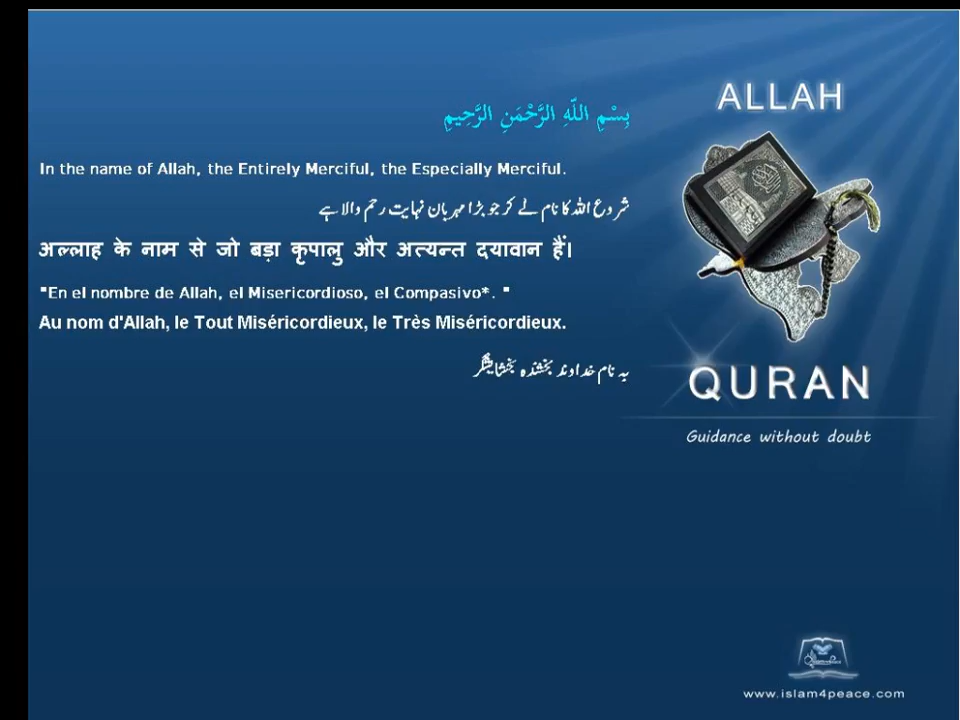 بِسْمِ اللَّهِ الرَّحْمَنِ الرَّحِيمِ
In the name of Allah, the Entirely Merciful, the Especially Merciful.
شروع اللہ کا نام لے کر جو بڑا مہربان نہایت رحم والا ہے
अल्लाह के नाम से जो बड़ा कृपालु और अत्यन्त दयावान हैं।
"En el nombre de Allah, el Misericordioso, el Compasivo*. "
Au nom d'Allah, le Tout Miséricordieux, le Très Miséricordieux.
به نام خداوند بخشنده بخشایشگر
ALLAH
QURAN
Guidance without doubt
www.islam4peace.com